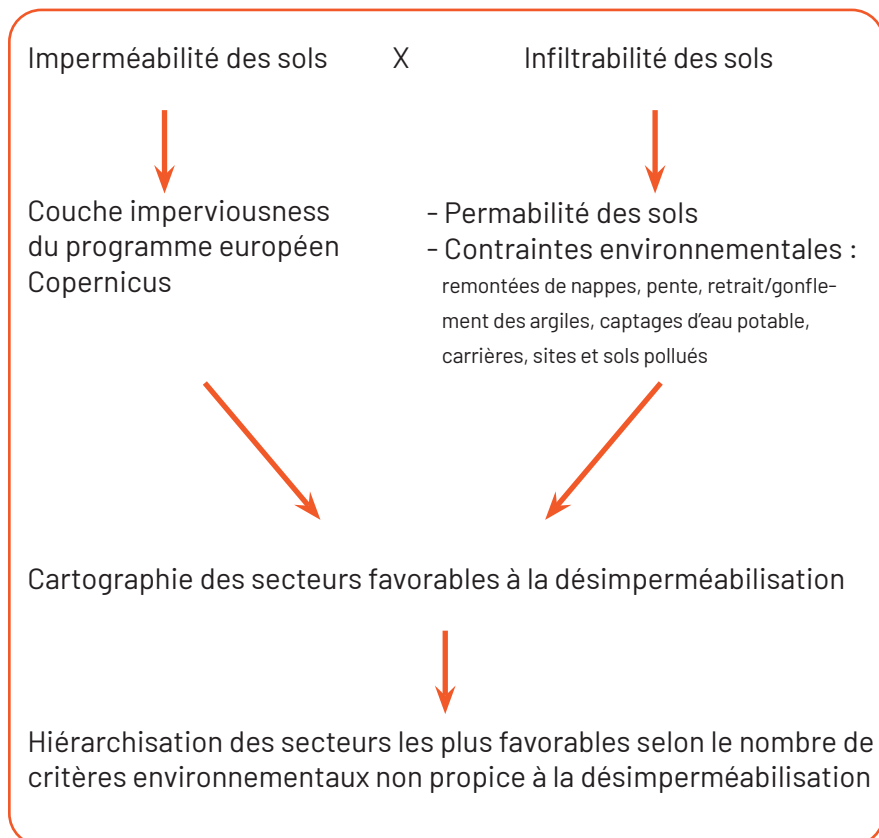 Imperméabilité des sols X Infiltrabilité des sols
Couche imperviousness
du programme européen
Copernicus
- Permabilité des sols
- Contraintes environnementales :
remontées de nappes, pente, retrait/gonfle-
ment des argiles, captages d'eau potable,
carrières, sites et sols pollués
Cartographie des secteurs favorables à la désimperméabilisation
Hiérarchisation des secteurs les plus favorables selon le nombre de
critères environnementaux non propice à la désimperméabilisation